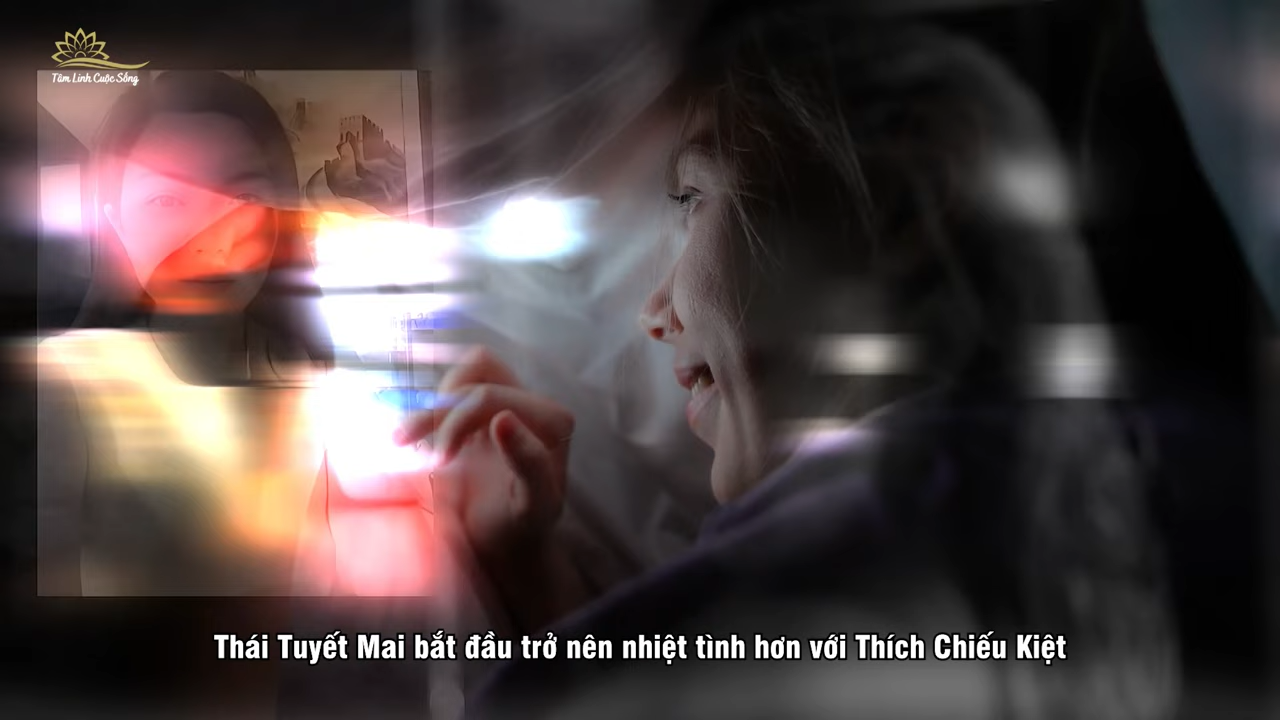 Tâm Linh Cuộc Sống
Thái Tuyết Mai bắt đầu trở nên nhiệt tình hơn với Thích Chiếu Kiệt